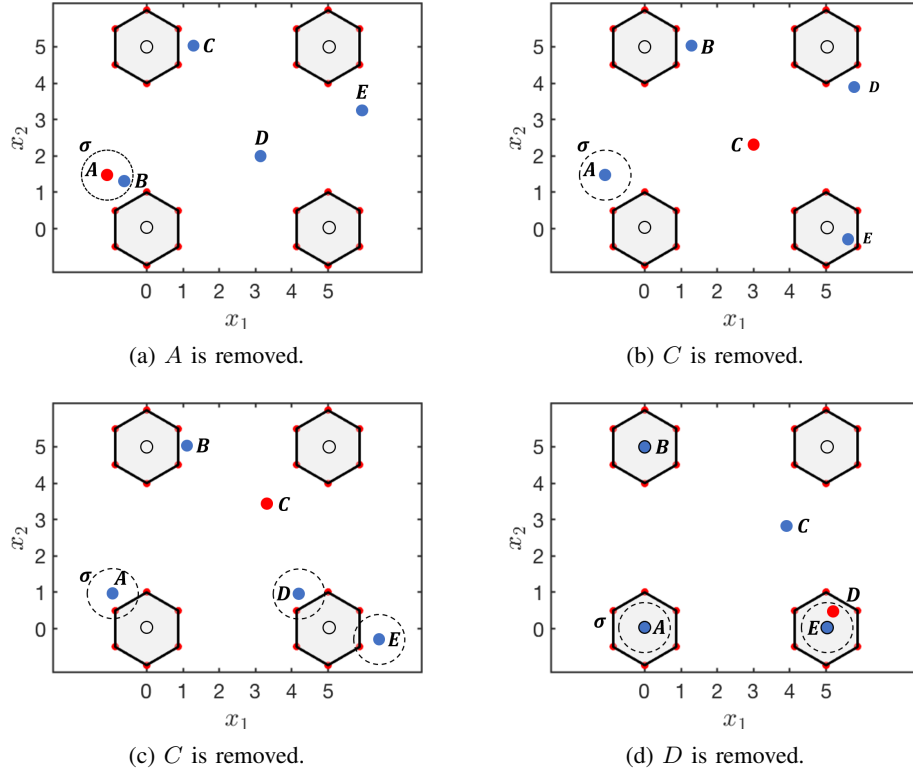 5
4
3
2
1
0
x₂
C
E
D
σ
A
B
0 1 2 3 4 5
x₁
(a) A is removed.
5
4
3
2
1
0
x₂
B
D
C
σ
A
E
0 1 2 3 4 5
x₁
(b) C is removed.
5
4
3
2
1
0
x₂
B
C
σ
A
D
E
0 1 2 3 4 5
x₁
(c) C is removed.
5
4
3
2
1
0
x₂
B
C
D
σ
A
E
0 1 2 3 4 5
x₁
(d) D is removed.